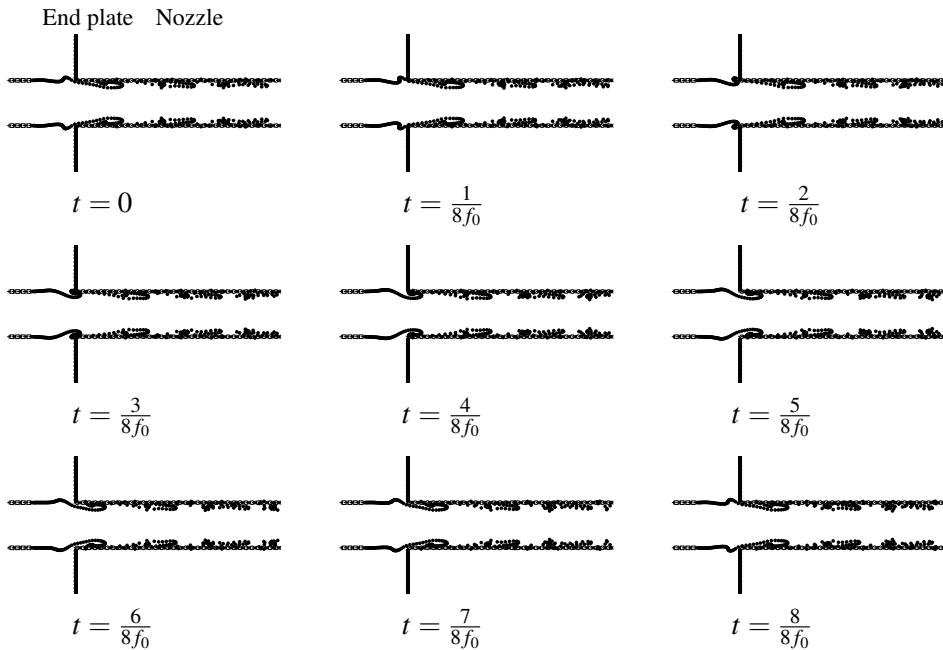 End plate Nozzle
t = 0
t = 1/8f₀
t = 2/8f₀
t = 3/8f₀
t = 4/8f₀
t = 5/8f₀
t = 6/8f₀
t = 7/8f₀
t = 8/8f₀